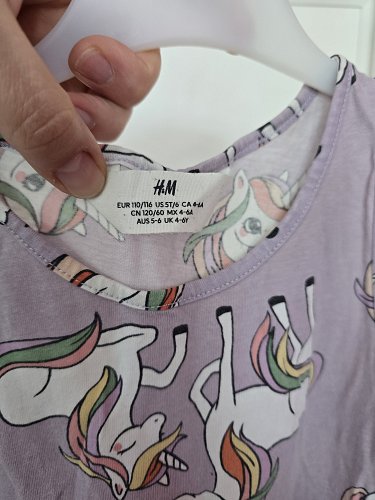 H&M
EUR 110/116 US 5T/6 CA 4-6A
CN 120/60 MX 4-6A
AUS 5-6 UK 4-6Y